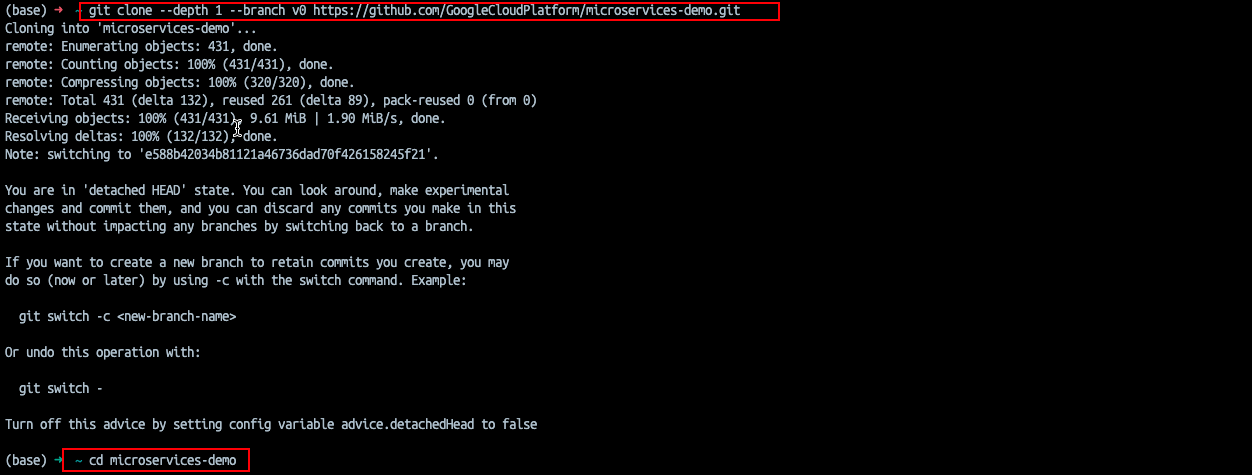 (base) ➜ ~ git clone --depth 1 --branch v0 https://github.com/GoogleCloudPlatform/microservices-demo.git
Cloning into 'microservices-demo'...
remote: Enumerating objects: 431, done.
remote: Counting objects: 100% (431/431), done.
remote: Compressing objects: 100% (320/320), done.
remote: Total 431 (delta 132), reused 261 (delta 89), pack-reused 0 (from 0)
Receiving objects: 100% (431/431), 9.61 MiB | 1.90 MiB/s, done.
Resolving deltas: 100% (132/132), done.
Note: switching to 'e588b42034b81121a46736dad70f426158245f21'.
You are in 'detached HEAD' state. You can look around, make experimental
changes and commit them, and you can discard any commits you make in this
state without impacting any branches by switching back to a branch.
If you want to create a new branch to retain commits you create, you may
do so (now or later) by using -c with the switch command. Example:
git switch -c <new-branch-name>
Or undo this operation with:
git switch -
Turn off this advice by setting config variable advice.detachedHead to false
(base) ➜ ~ cd microservices-demo